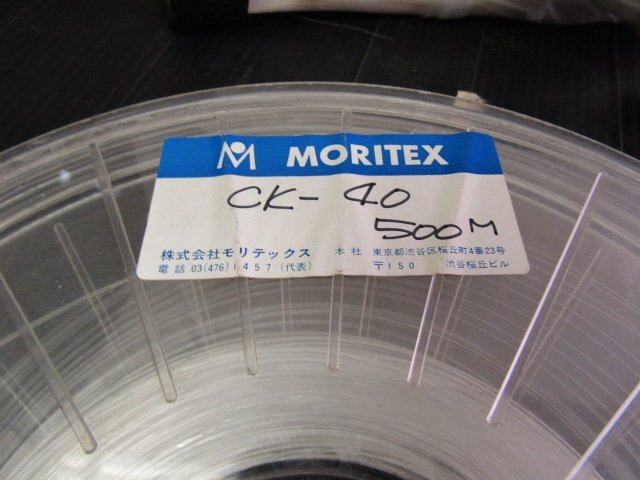 MORITEX
CK-40
500M
株式会社モリテックス 本社 東京都渋谷区桜丘町4番23号
電話 03(476)1457(代表) 〒150 渋谷桜丘ビル